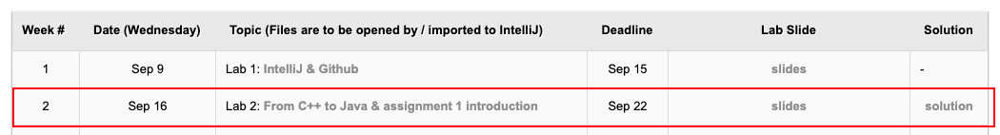 Week # Date (Wednesday) Topic (Files are to be opened by / imported to IntelliJ) Deadline Lab Slide Solution
1 Sep 9 Lab 1: IntelliJ & Github Sep 15 slides -
2 Sep 16 Lab 2: From C++ to Java & assignment 1 introduction Sep 22 slides solution